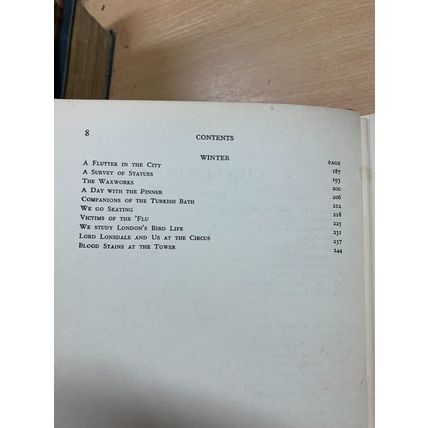 8 CONTENTS
WINTER
PAGE
A Flutter in the City 187
A Survey of Statues 193
The Waxworks 200
A Day with the Penner 206
Companions of the Turkish Bath 212
We go Seating 218
Victims of the 'Flu 225
We study London's Bird Life 231
Lord Lonsdale and Us at the Circus 237
Blood Stains at the Tower 244